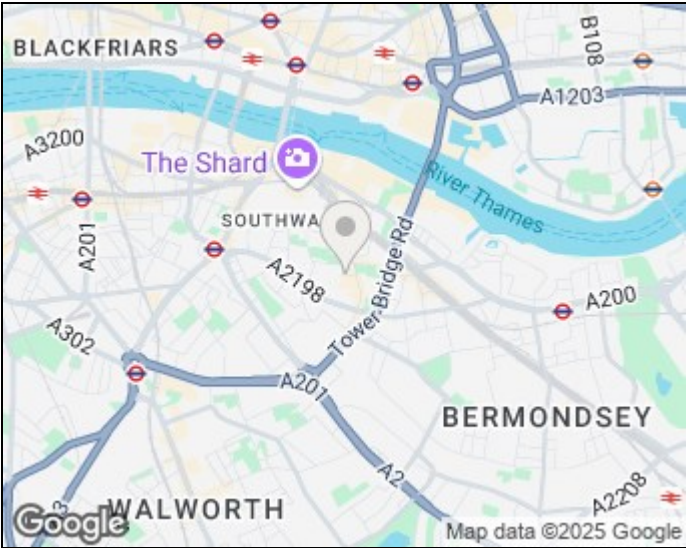 BLACKFRIARS
B108
A1203
A3200
The Shard
River Thames
SOUTHWA
A201
Tower Bridge Rd
A2198
A200
A302
A201
BERMONDSEY
A2
A2208
3
WALWORTH
Google
Map data ©2025 Google